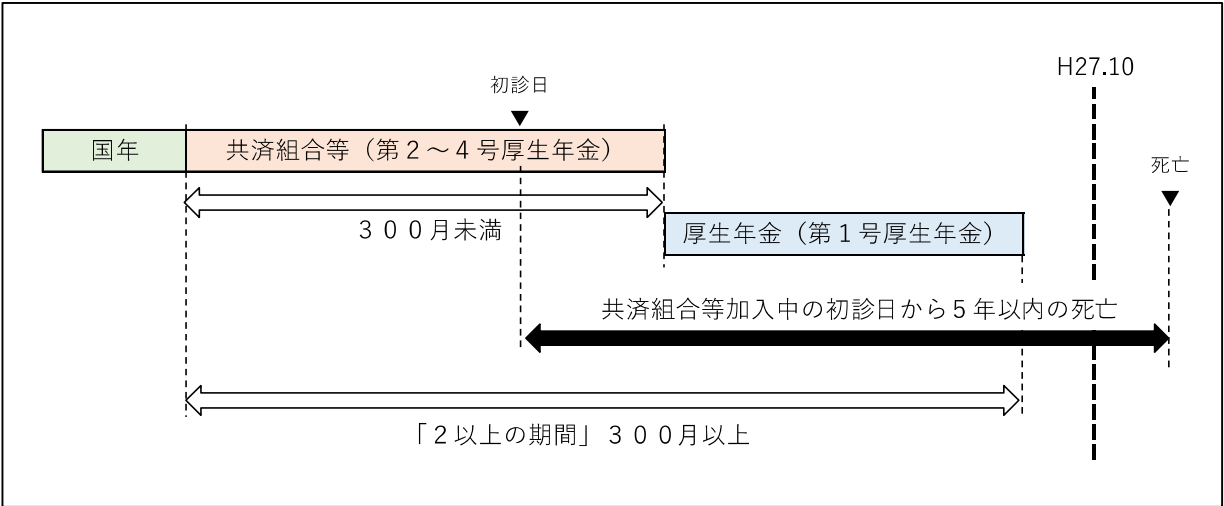 H27.10
初診日
国年
共済組合等（第２～４号厚生年金）
死亡
３００月未満
厚生年金（第１号厚生年金）
共済組合等加入中の初診日から５年以内の死亡
「２以上の期間」３００月以上